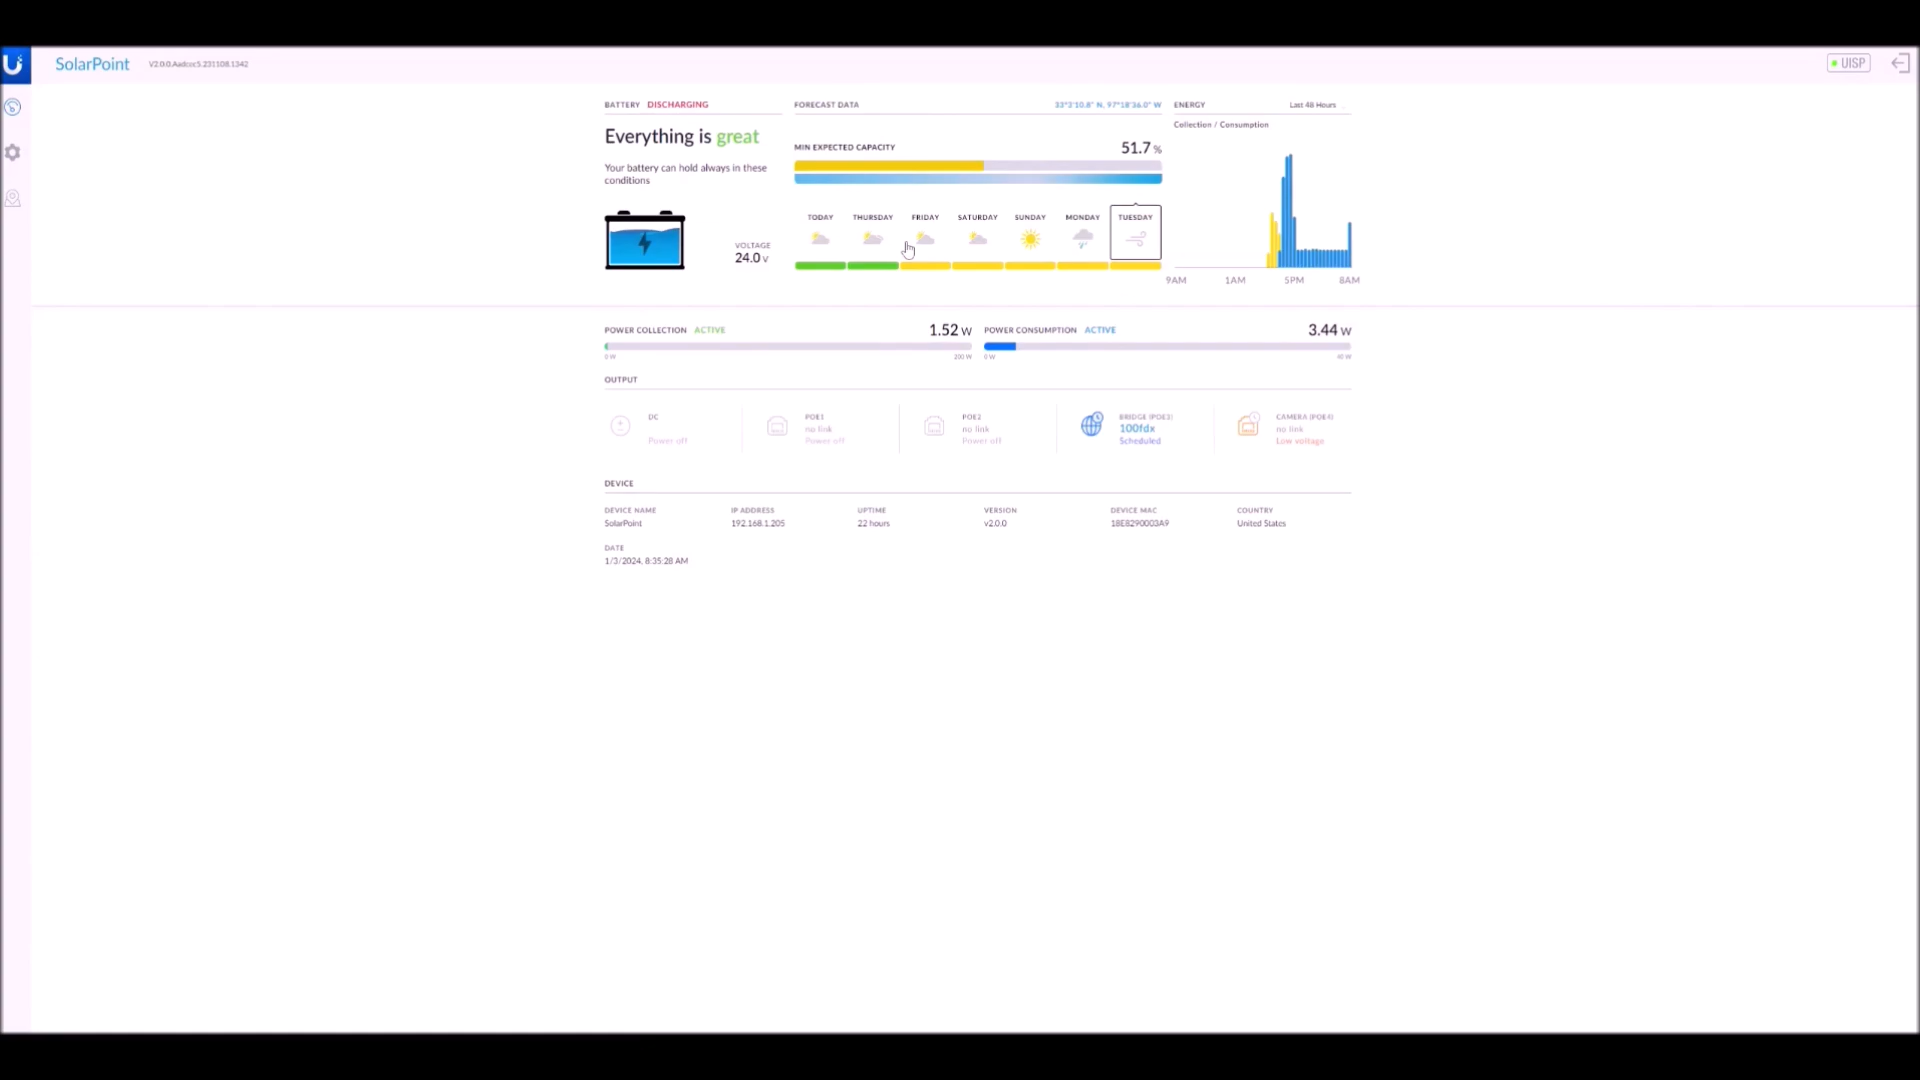 SolarPoint
UISP
BATTERY DISCHARGING
Everything is great
Your battery can hold always in these
conditions
VOLTAGE
24.0 V
FORECAST DATA 33°3'10.8" N, 97°18'36.0" W
MIN EXPECTED CAPACITY 51.7 %
TODAY THURSDAY FRIDAY SATURDAY SUNDAY MONDAY TUESDAY
ENERGY Last 48 Hours
Collection / Consumption
9AM 1AM 5PM 8AM
POWER COLLECTION ACTIVE 1.52 W
0 W 200 W
POWER CONSUMPTION ACTIVE 3.44 W
0 W 40 W
OUTPUT
DC
Power off
POE1
no link
Power off
POE2
no link
Power off
BRIDGE (POE3)
100fdx
Scheduled
CAMERA (POE4)
no link
Low voltage
DEVICE
DEVICE NAME
SolarPoint
IP ADDRESS
192.168.1.205
UPTIME
22 hours
VERSION
v2.0.0
DEVICE MAC
18E8290003A9
COUNTRY
United States
DATE
1/3/2024, 8:35:28 AM